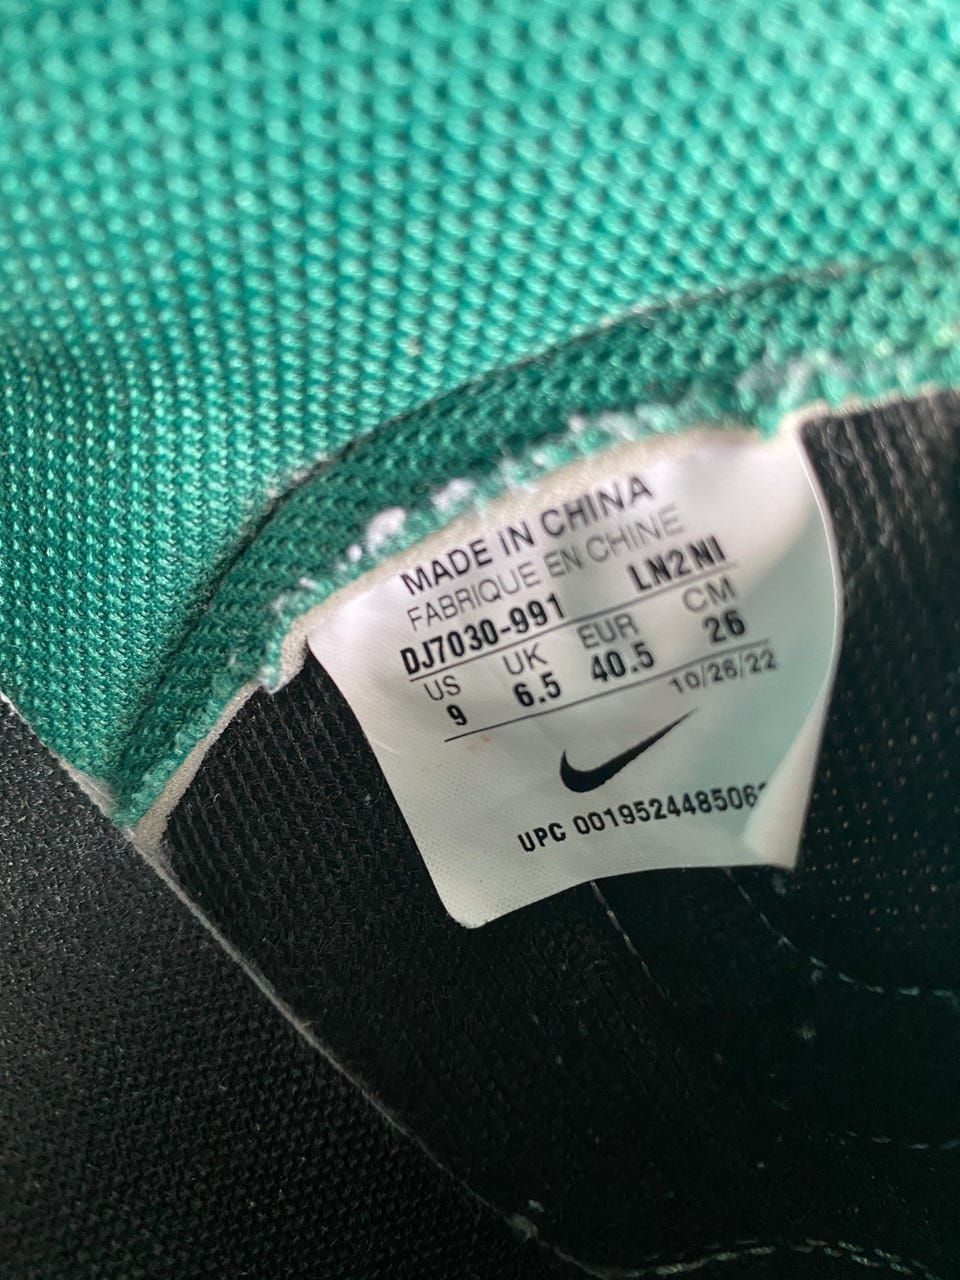 MADE IN CHINA
FABRIQUE EN CHINE
DJ7030-991 LN2NI
US UK EUR CM
9 6.5 40.5 26
10/26/22
UPC 00195244850